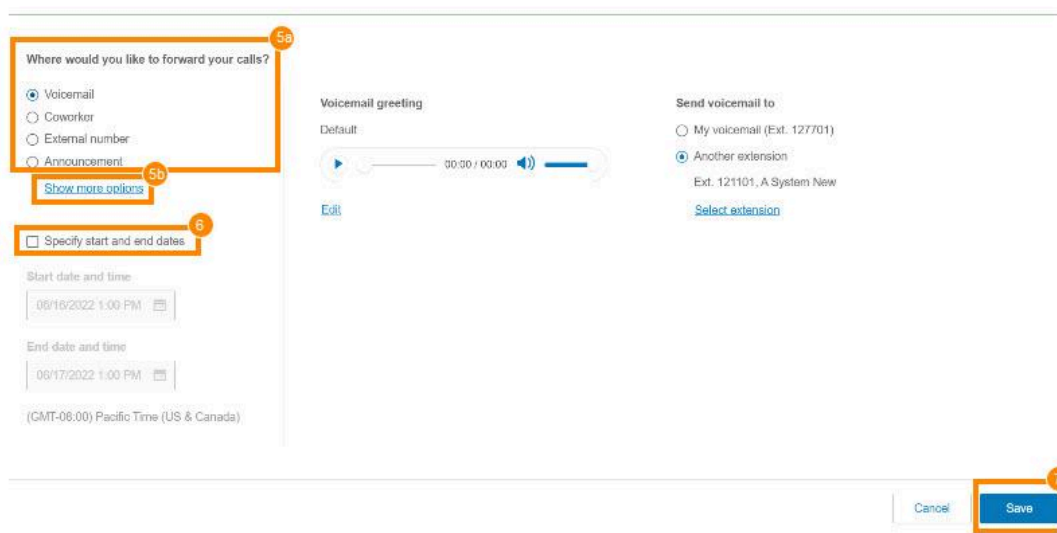 5a
Where would you like to forward your calls?
Voicemail
Coworker
External number
Announcement
5b
Show more options
6
Specify start and end dates
Start date and time
06/16/2022 1:00 PM
End date and time
06/17/2022 1:00 PM
(GMT-08:00) Pacific Time (US & Canada)
Voicemail greeting
Default
00:00 / 00:00
Edit
Send voicemail to
My voicemail (Ext. 127701)
Another extension
Ext. 121101, A System New
Select extension
Cancel
7
Save